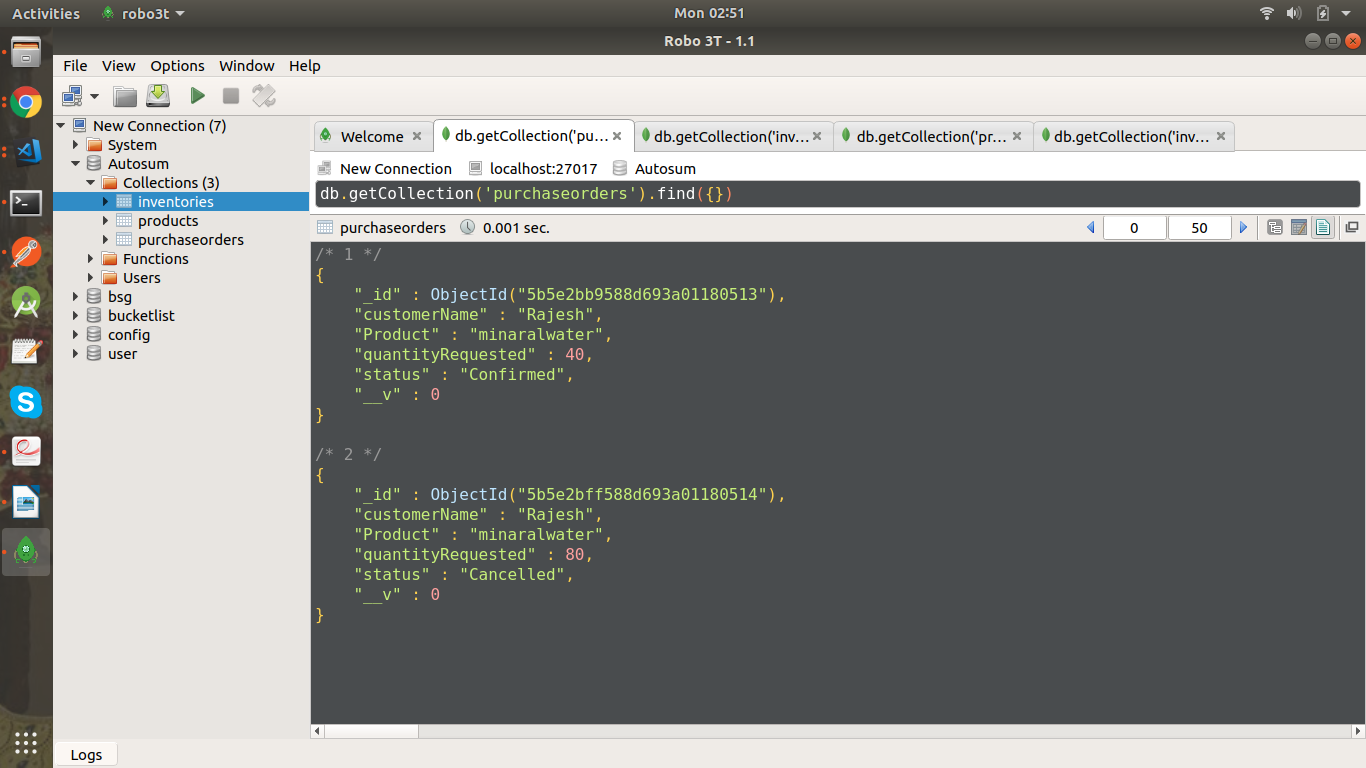 Activities
robo3t
Mon 02:51
Robo 3T - 1.1
File View Options Window Help
New Connection (7)
System
Autosum
Collections (3)
inventories
products
purchaseorders
Functions
Users
bsg
bucketlist
config
user
Welcome
db.getCollection('pu...
db.getCollection('inv...
db.getCollection('pr...
db.getCollection('inv...
New Connection localhost:27017 Autosum
db.getCollection('purchaseorders').find({})
purchaseorders 0.001 sec. 0 50
/* 1 */
{
    "_id" : ObjectId("5b5e2bb9588d693a01180513"),
    "customerName" : "Rajesh",
    "Product" : "minaralwater",
    "quantityRequested" : 40,
    "status" : "Confirmed",
    "__v" : 0
}
/* 2 */
{
    "_id" : ObjectId("5b5e2bff588d693a01180514"),
    "customerName" : "Rajesh",
    "Product" : "minaralwater",
    "quantityRequested" : 80,
    "status" : "Cancelled",
    "__v" : 0
}
Logs